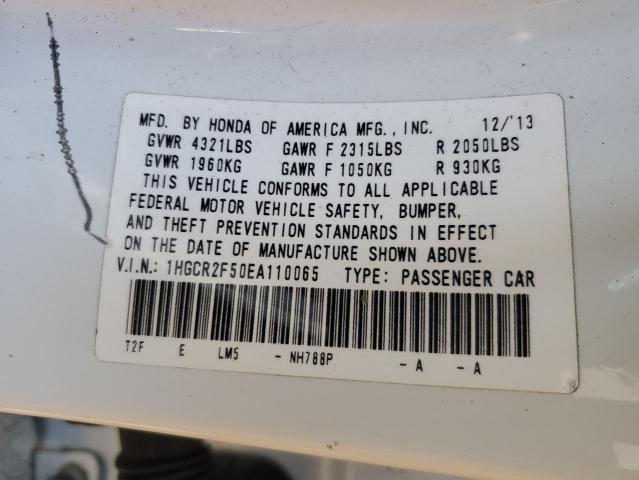 MFD. BY HONDA OF AMERICA MFG., INC. 12/'13
GVWR 4321LBS GAWR F 2315LBS R 2050LBS
GVWR 1960KG GAWR F 1050KG R 930KG
THIS VEHICLE CONFORMS TO ALL APPLICABLE
FEDERAL MOTOR VEHICLE SAFETY, BUMPER,
AND THEFT PREVENTION STANDARDS IN EFFECT
ON THE DATE OF MANUFACTURE SHOWN ABOVE.
V.I.N.: 1HGCR2F50EA110065 TYPE: PASSENGER CAR
T2F E LM5 - NH788P - A - A